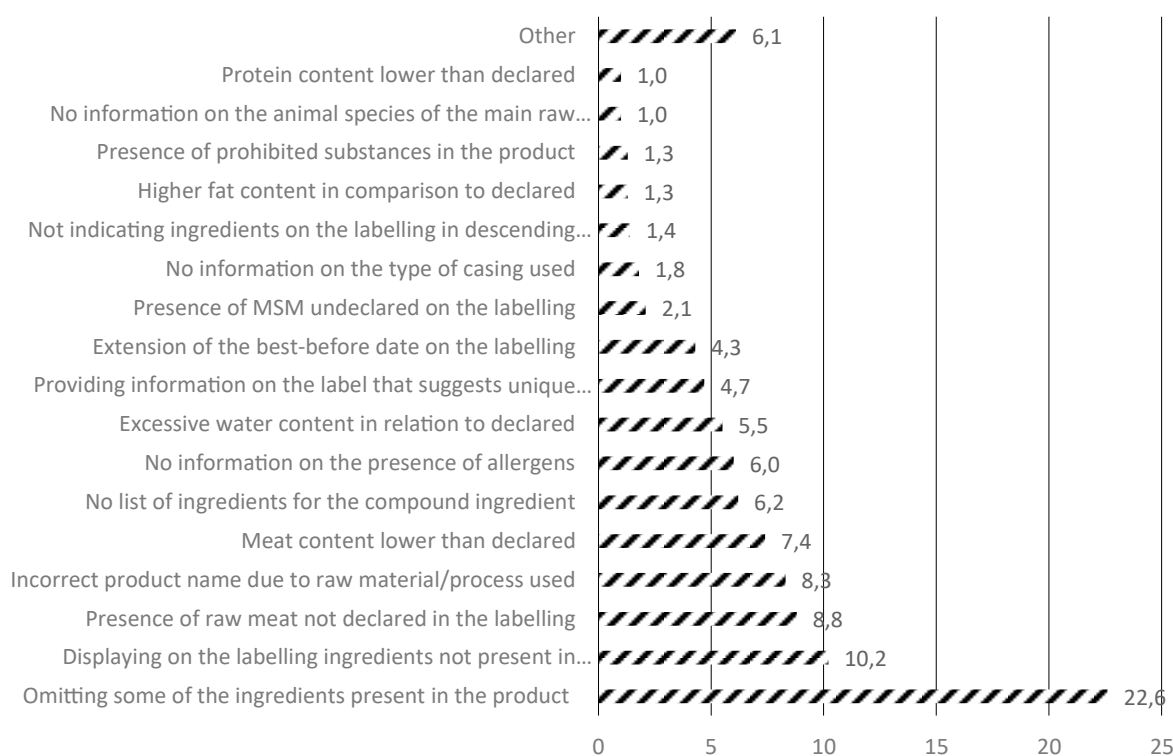 Other 6,1
Protein content lower than declared 1,0
No information on the animal species of the main raw... 1,0
Presence of prohibited substances in the product 1,3
Higher fat content in comparison to declared 1,3
Not indicating ingredients on the labelling in descending... 1,4
No information on the type of casing used 1,8
Presence of MSM undeclared on the labelling 2,1
Extension of the best-before date on the labelling 4,3
Providing information on the label that suggests unique... 4,7
Excessive water content in relation to declared 5,5
No information on the presence of allergens 6,0
No list of ingredients for the compound ingredient 6,2
Meat content lower than declared 7,4
Incorrect product name due to raw material/process used 8,3
Presence of raw meat not declared in the labelling 8,8
Displaying on the labelling ingredients not present in... 10,2
Omitting some of the ingredients present in the product 22,6
0 5 10 15 20 25